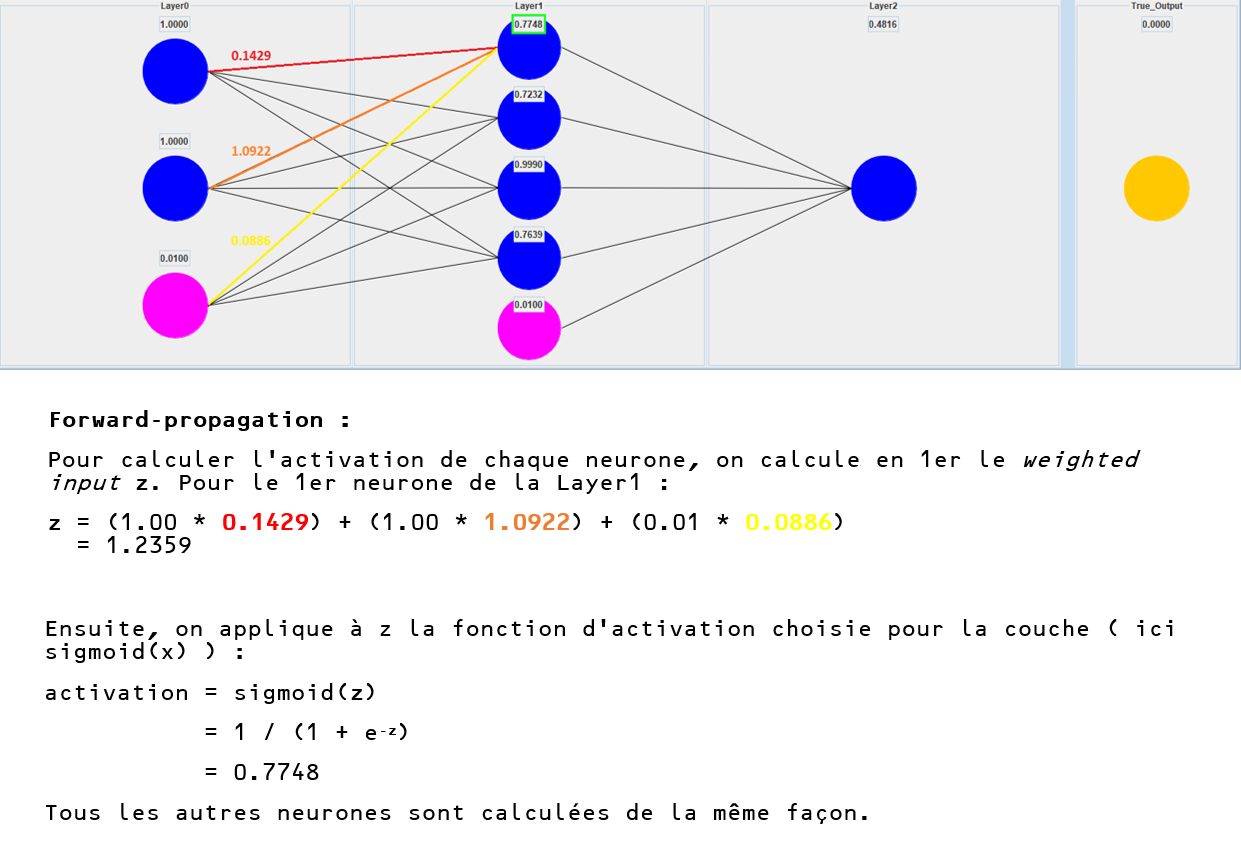 Layer0 Layer1 Layer2 True_Output
1.0000 0.7748 0.4816 0.0000
0.1429
0.7232
1.0000
1.0922
0.9990
0.7639
0.0886
0.0100
0.0100
Forward-propagation :
Pour calculer l'activation de chaque neurone, on calcule en 1er le weighted
input z. Pour le 1er neurone de la Layer1 :
z = (1.00 * 0.1429) + (1.00 * 1.0922) + (0.01 * 0.0886)
= 1.2359
Ensuite, on applique à z la fonction d'activation choisie pour la couche ( ici
sigmoid(x) ) :
activation = sigmoid(z)
= 1 / (1 + e-z)
= 0.7748
Tous les autres neurones sont calculées de la même façon.